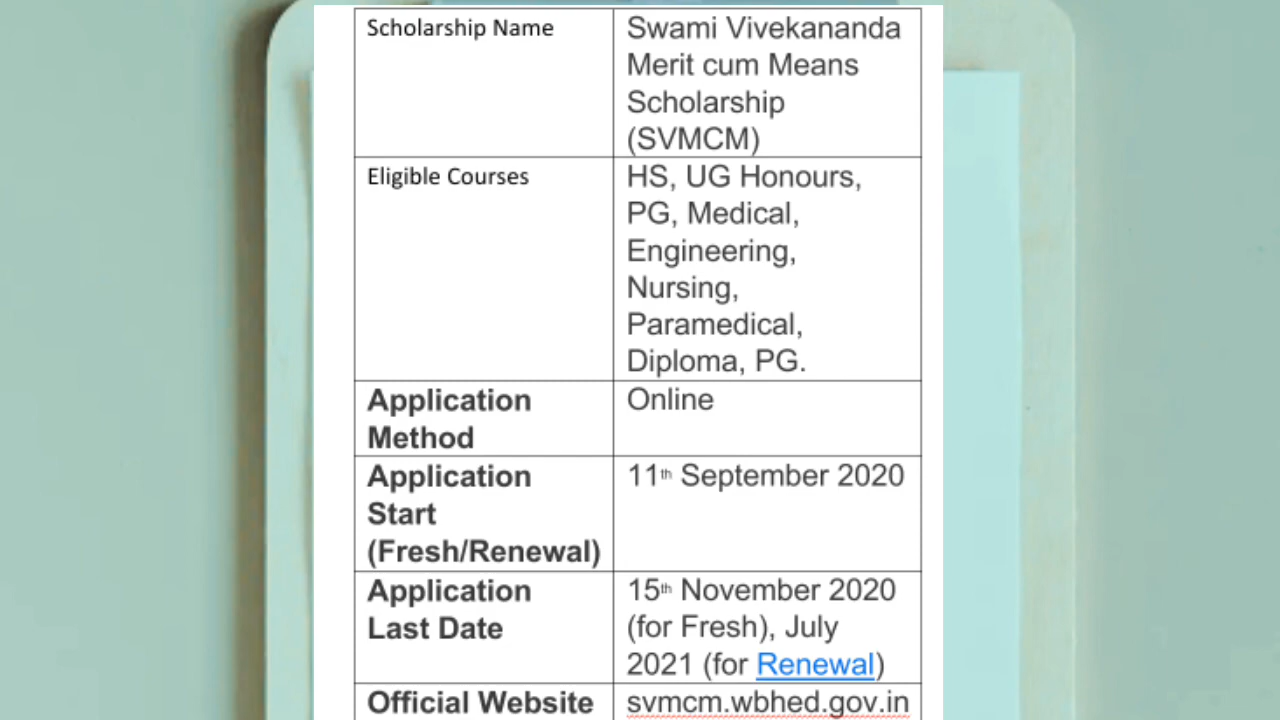 Scholarship Name
Swami Vivekananda
Merit cum Means
Scholarship
(SVMCM)
Eligible Courses
HS, UG Honours,
PG, Medical,
Engineering,
Nursing,
Paramedical,
Diploma, PG.
Application
Method
Online
Application
Start
(Fresh/Renewal)
11th September 2020
Application
Last Date
15th November 2020
(for Fresh), July
2021 (for Renewal)
Official Website
svmcm.wbhed.gov.in